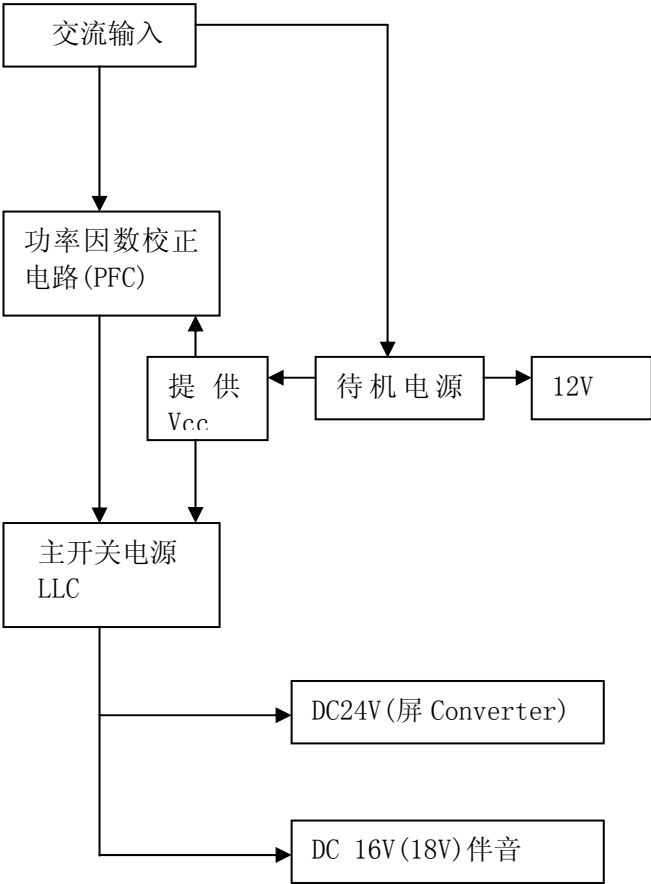 交流输入
功率因数校正
电路(PFC)
提 供
Vcc
待机电源
12V
主开关电源
LLC
DC24V(屏 Converter)
DC 16V(18V)伴音